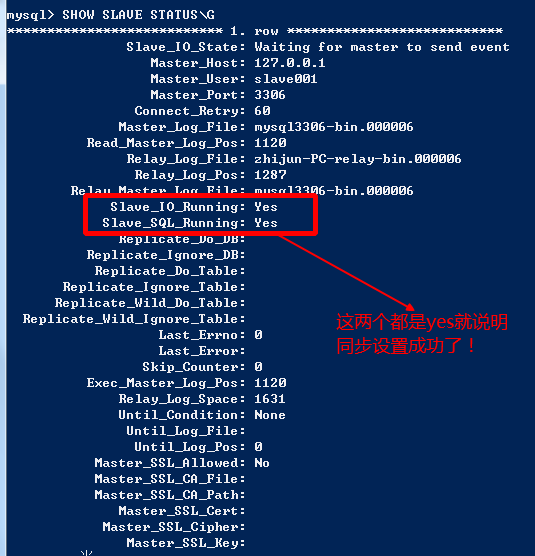 mysql> SHOW SLAVE STATUS\G
*************************** 1. row ***************************
Slave_IO_State: Waiting for master to send event
Master_Host: 127.0.0.1
Master_User: slave001
Master_Port: 3306
Connect_Retry: 60
Master_Log_File: mysql3306-bin.000006
Read_Master_Log_Pos: 1120
Relay_Log_File: zhijun-PC-relay-bin.000006
Relay_Log_Pos: 1287
Relay_Master_Log_File: mysql3306-bin.000006
Slave_IO_Running: Yes
Slave_SQL_Running: Yes
Replicate_Do_DB:
Replicate_Ignore_DB:
Replicate_Do_Table:
Replicate_Ignore_Table:
Replicate_Wild_Do_Table:
Replicate_Wild_Ignore_Table:
这两个都是yes就说明
同步设置成功了！
Last_Errno: 0
Last_Error:
Skip_Counter: 0
Exec_Master_Log_Pos: 1120
Relay_Log_Space: 1631
Until_Condition: None
Until_Log_File:
Until_Log_Pos: 0
Master_SSL_Allowed: No
Master_SSL_CA_File:
Master_SSL_CA_Path:
Master_SSL_Cert:
Master_SSL_Cipher:
Master_SSL_Key: